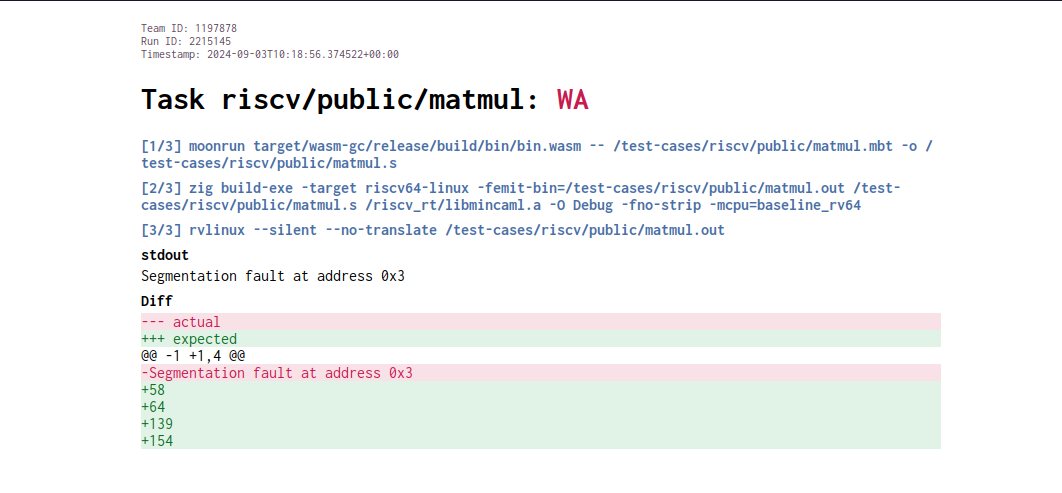 Team ID: 1197878
Run ID: 2215145
Timestamp: 2024-09-03T10:18:56.374522+00:00
Task riscv/public/matmul: WA
[1/3] moonrun target/wasm-gc/release/build/bin/bin.wasm -- /test-cases/riscv/public/matmul.mbt -o /
test-cases/riscv/public/matmul.s
[2/3] zig build-exe -target riscv64-linux -femit-bin=/test-cases/riscv/public/matmul.out /test-
cases/riscv/public/matmul.s /riscv_rt/libmincaml.a -O Debug -fno-strip -mcpu=baseline_rv64
[3/3] rvlinux --silent --no-translate /test-cases/riscv/public/matmul.out
stdout
Segmentation fault at address 0x3
Diff
--- actual
+++ expected
@@ -1 +1,4 @@
-Segmentation fault at address 0x3
+58
+64
+139
+154